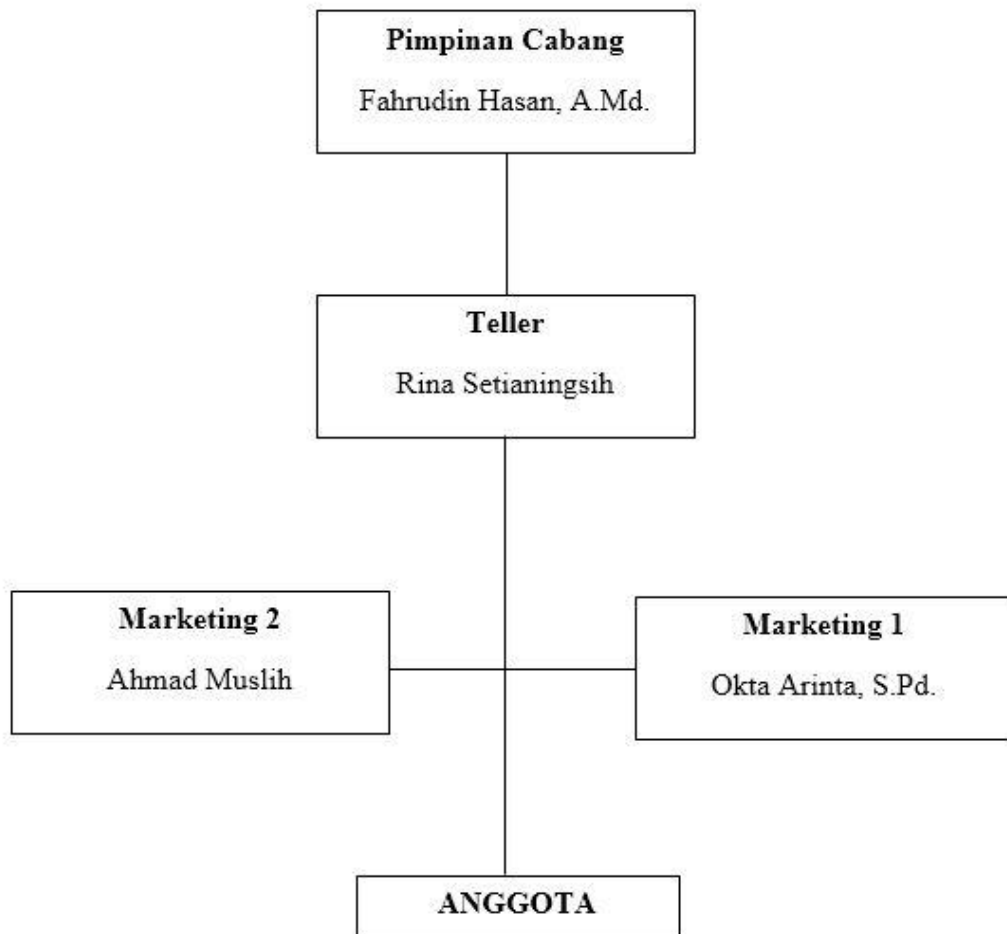 Pimpinan Cabang
Fahrudin Hasan, A.Md.
Teller
Rina Setianingsih
Marketing 2
Ahmad Muslih
Marketing 1
Okta Arinta, S.Pd.
ANGGOTA